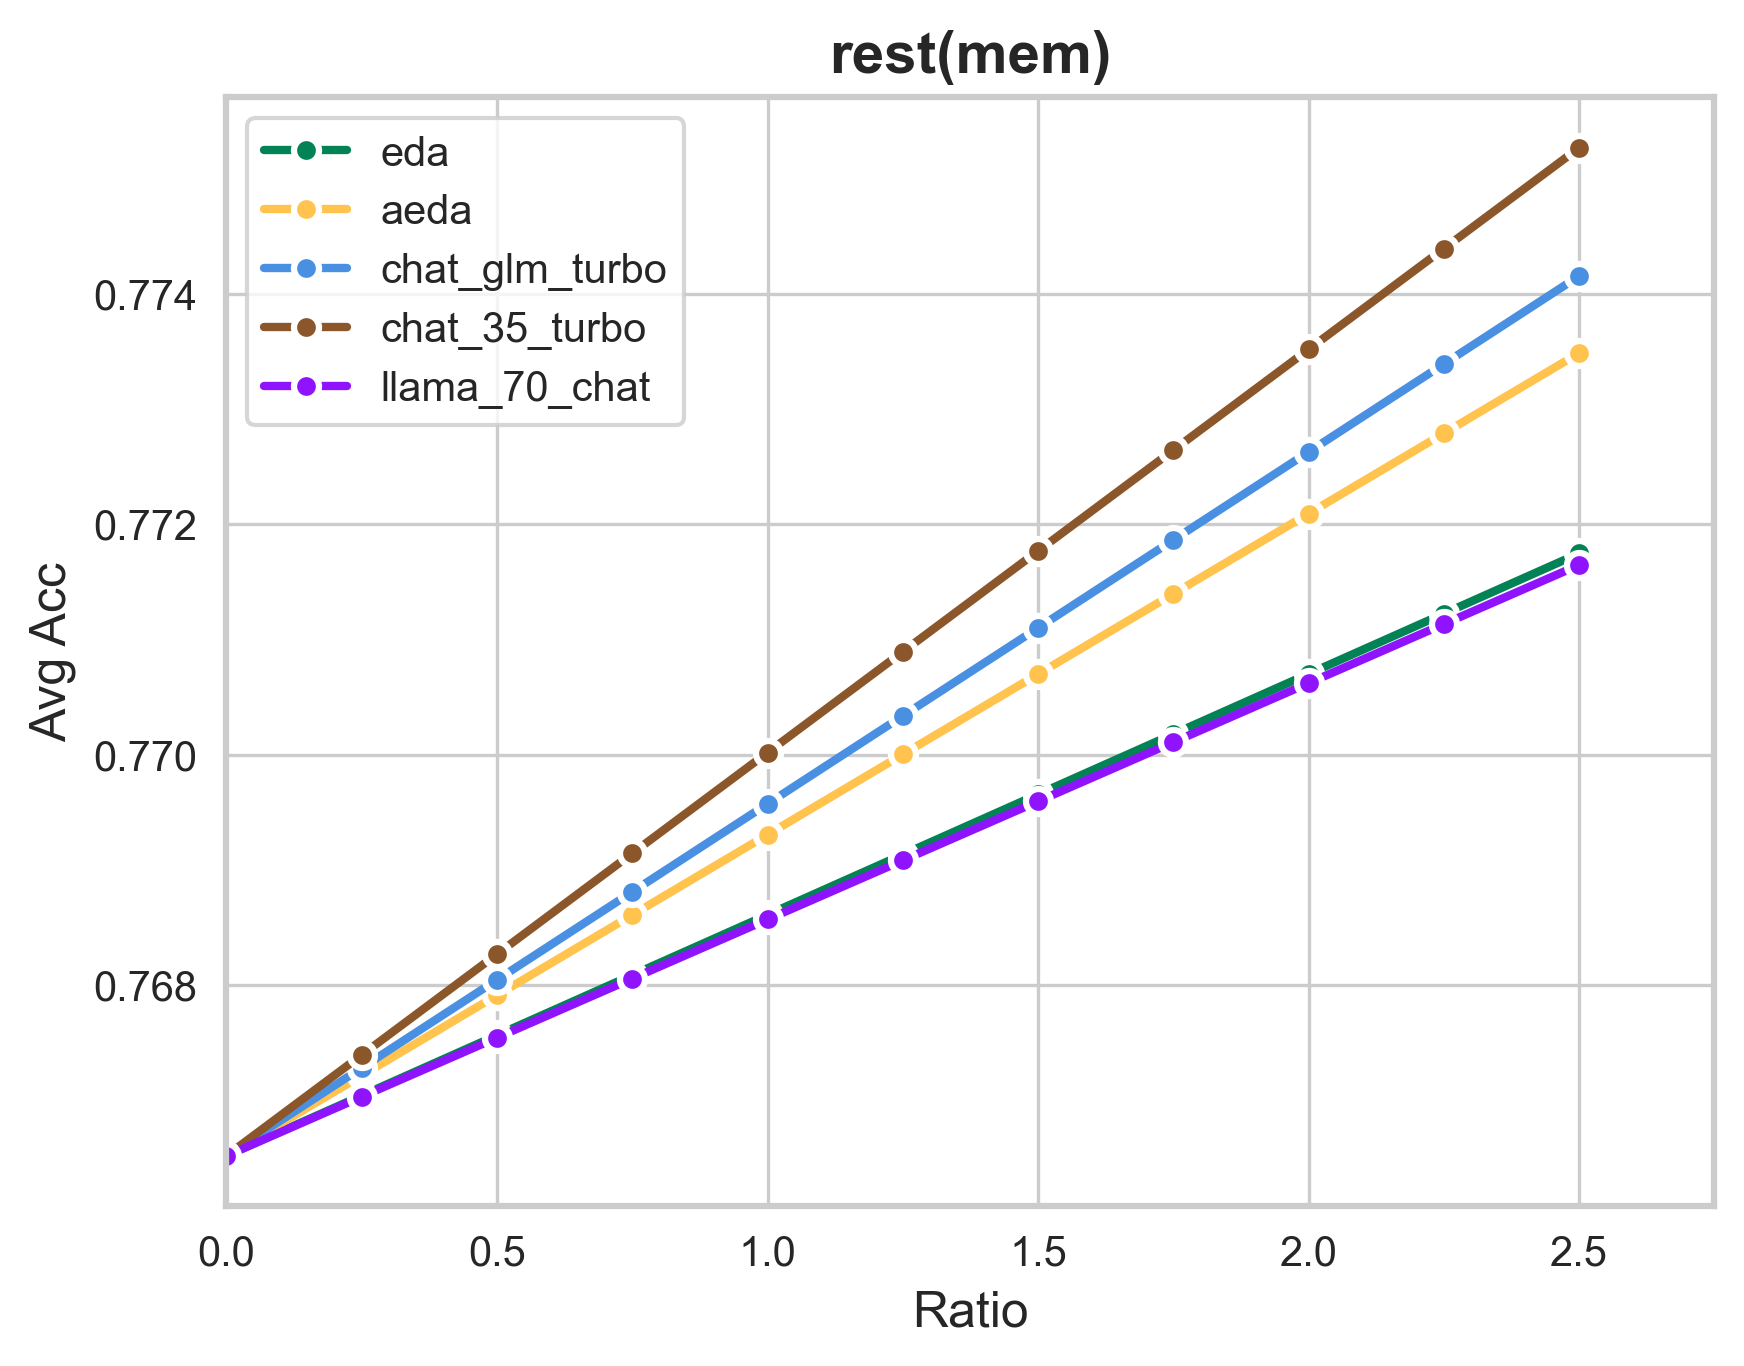 rest(mem)
eda
aeda
chat_glm_turbo
chat_35_turbo
llama_70_chat
Avg Acc
0.774
0.772
0.770
0.768
0.0 0.5 1.0 1.5 2.0 2.5
Ratio